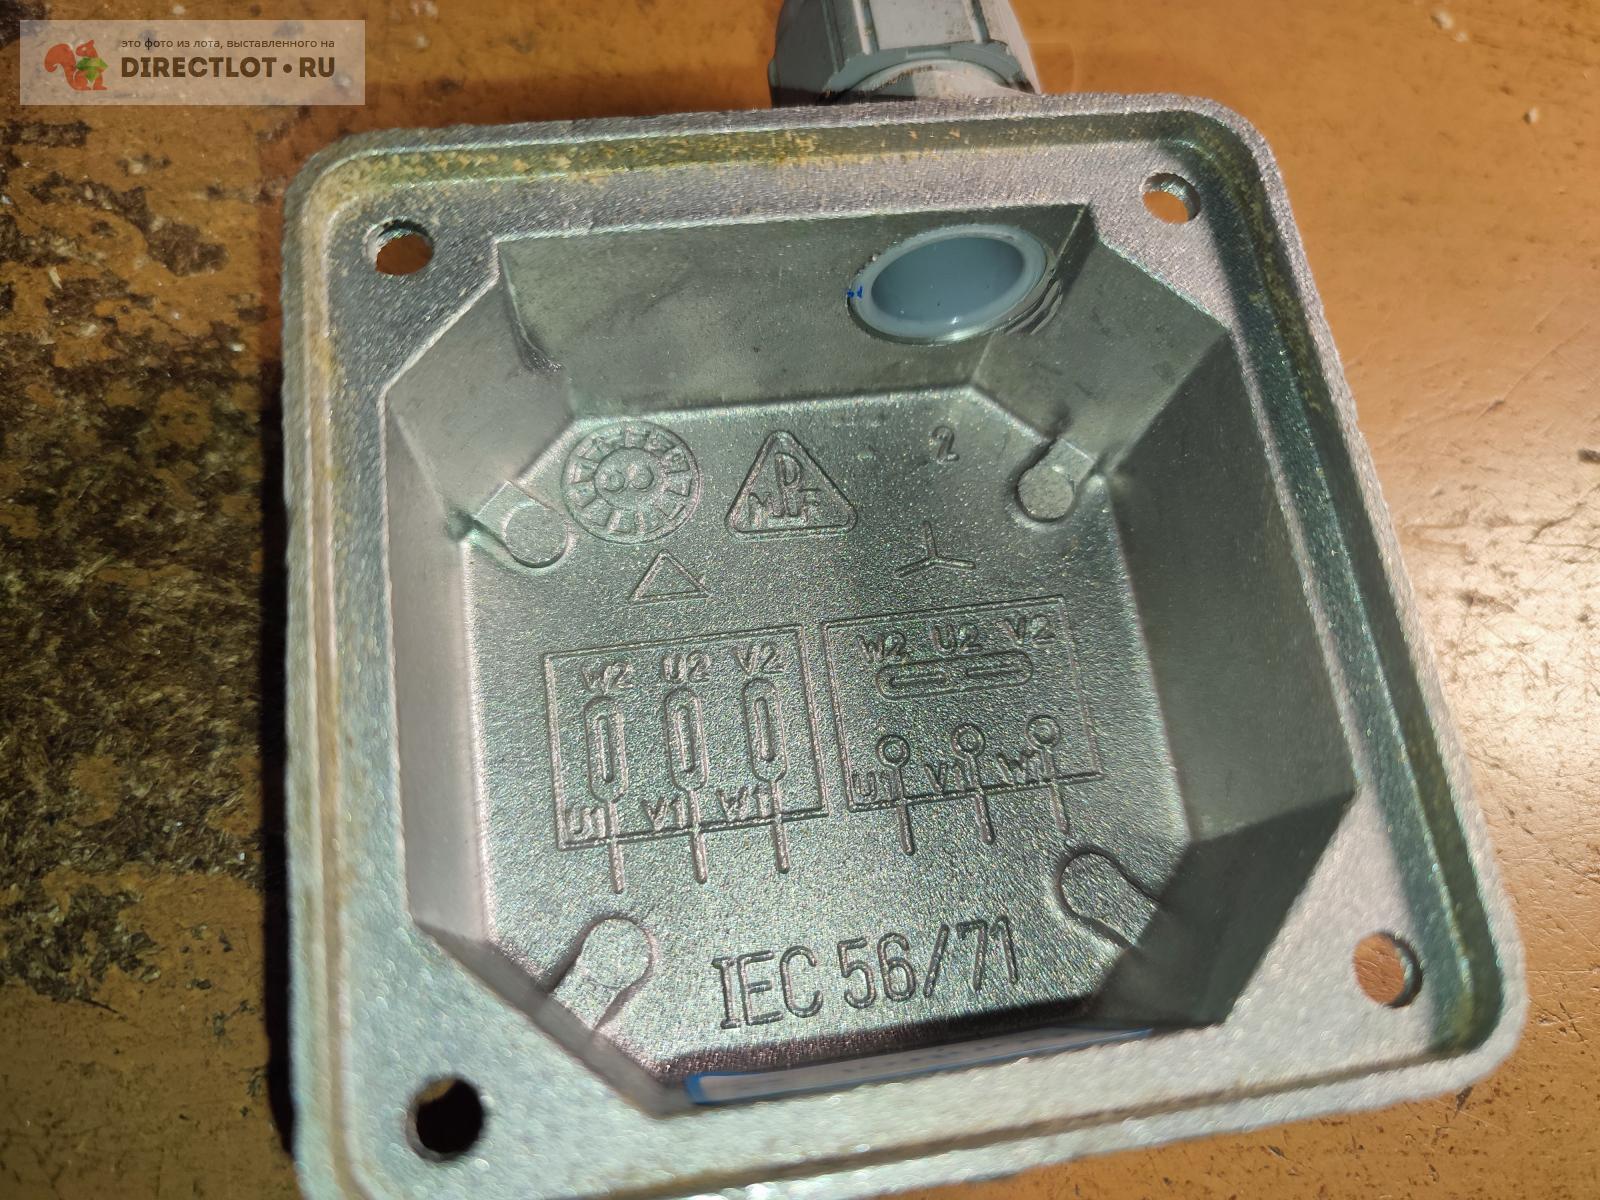 это фото из лота, выставленного на
DIRECTLOT•RU
2
MPF
W2 U2 V2
U1 V1 W1
W2 U2 V2
U1 V1 W1
IEC 56/71